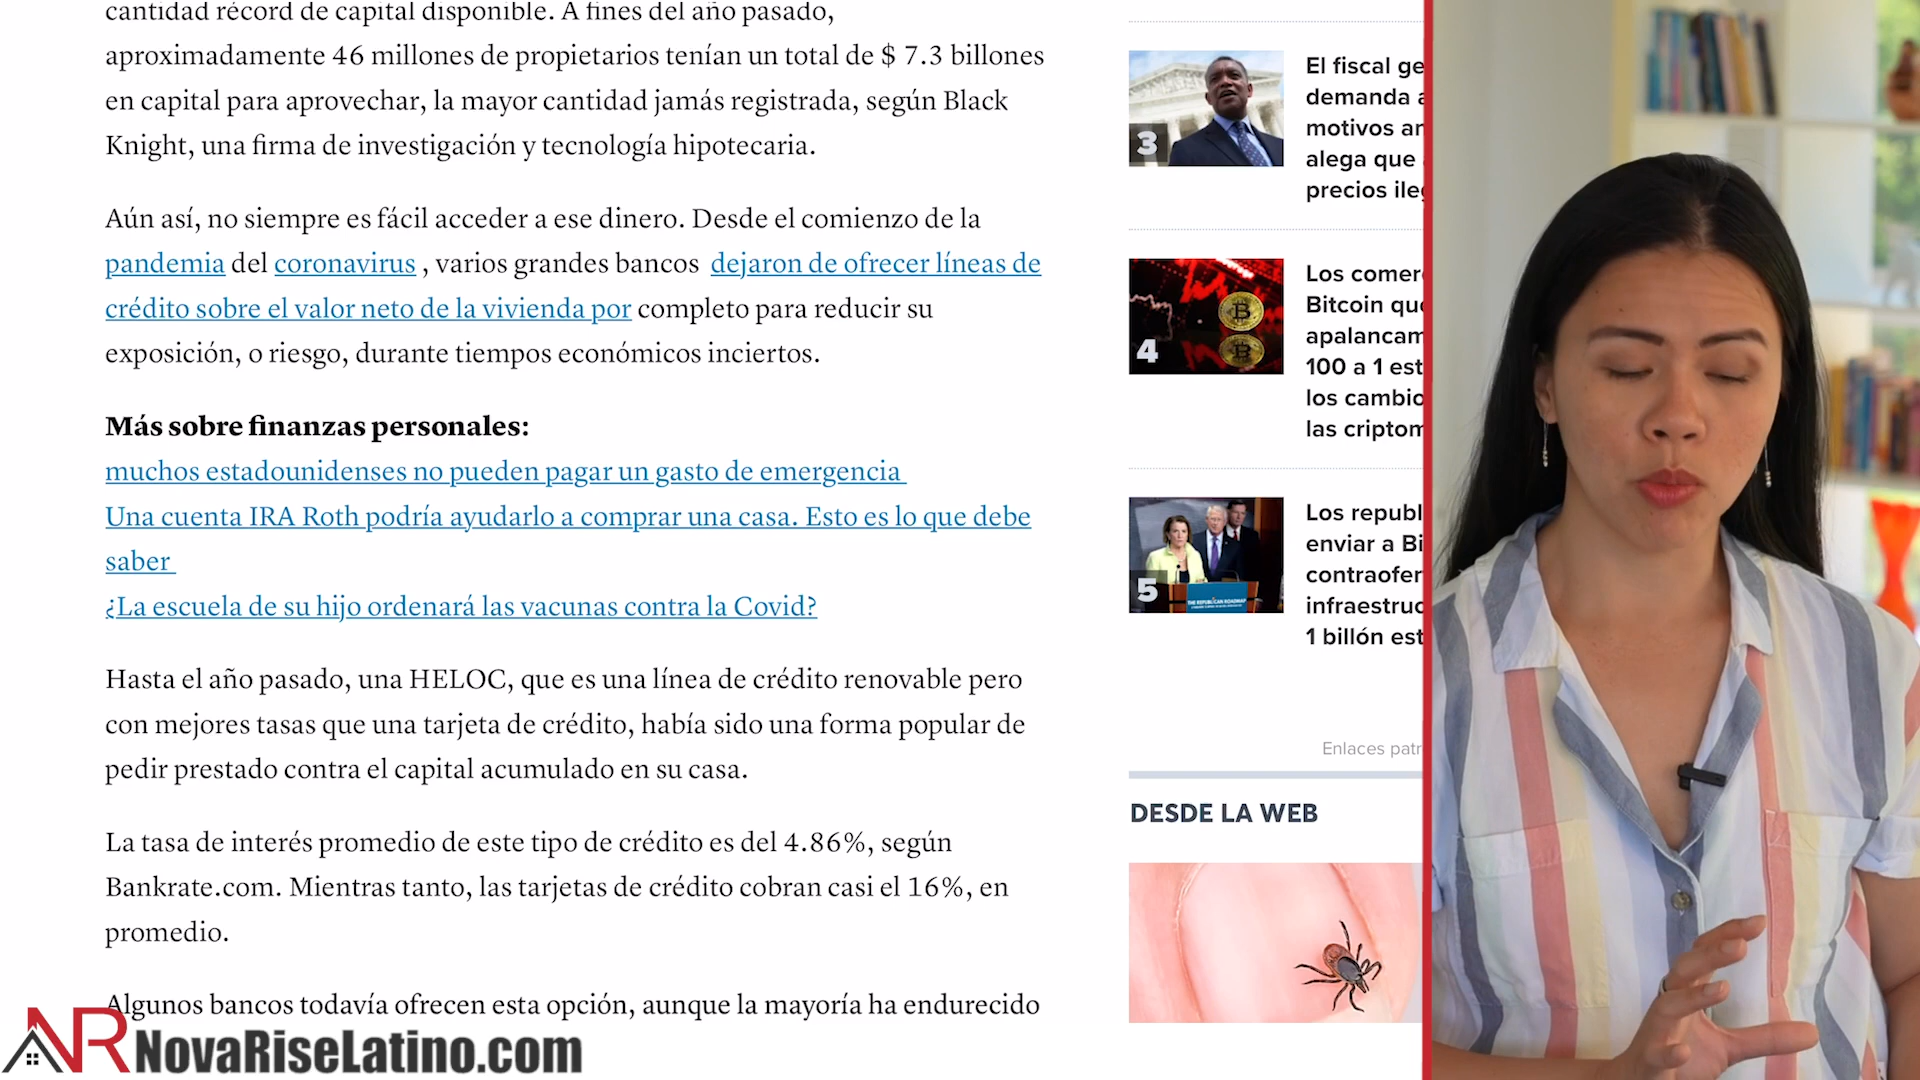 cantidad récord de capital disponible. A fines del año pasado,
aproximadamente 46 millones de propietarios tenían un total de $ 7.3 billones
en capital para aprovechar, la mayor cantidad jamás registrada, según Black
Knight, una firma de investigación y tecnología hipotecaria.
Aún así, no siempre es fácil acceder a ese dinero. Desde el comienzo de la
pandemia del coronavirus , varios grandes bancos dejaron de ofrecer líneas de
crédito sobre el valor neto de la vivienda por completo para reducir su
exposición, o riesgo, durante tiempos económicos inciertos.
Más sobre finanzas personales:
muchos estadounidenses no pueden pagar un gasto de emergencia
Una cuenta IRA Roth podría ayudarlo a comprar una casa. Esto es lo que debe
saber
¿La escuela de su hijo ordenará las vacunas contra la Covid?
Hasta el año pasado, una HELOC, que es una línea de crédito renovable pero
con mejores tasas que una tarjeta de crédito, había sido una forma popular de
pedir prestado contra el capital acumulado en su casa.
La tasa de interés promedio de este tipo de crédito es del 4.86%, según
Bankrate.com. Mientras tanto, las tarjetas de crédito cobran casi el 16%, en
promedio.
Algunos bancos todavía ofrecen esta opción, aunque la mayoría ha endurecido
3
El fiscal ge
demanda a
motivos an
alega que
precios ile
4
Los comer
Bitcoin que
apalancam
100 a 1 est
los cambio
las criptom
5
THE REPUBLICAN ROADMAP
Los republ
enviar a Bi
contraofer
infraestruc
1 billón est
Enlaces patr
DESDE LA WEB
NR NovaRiseLatino.com